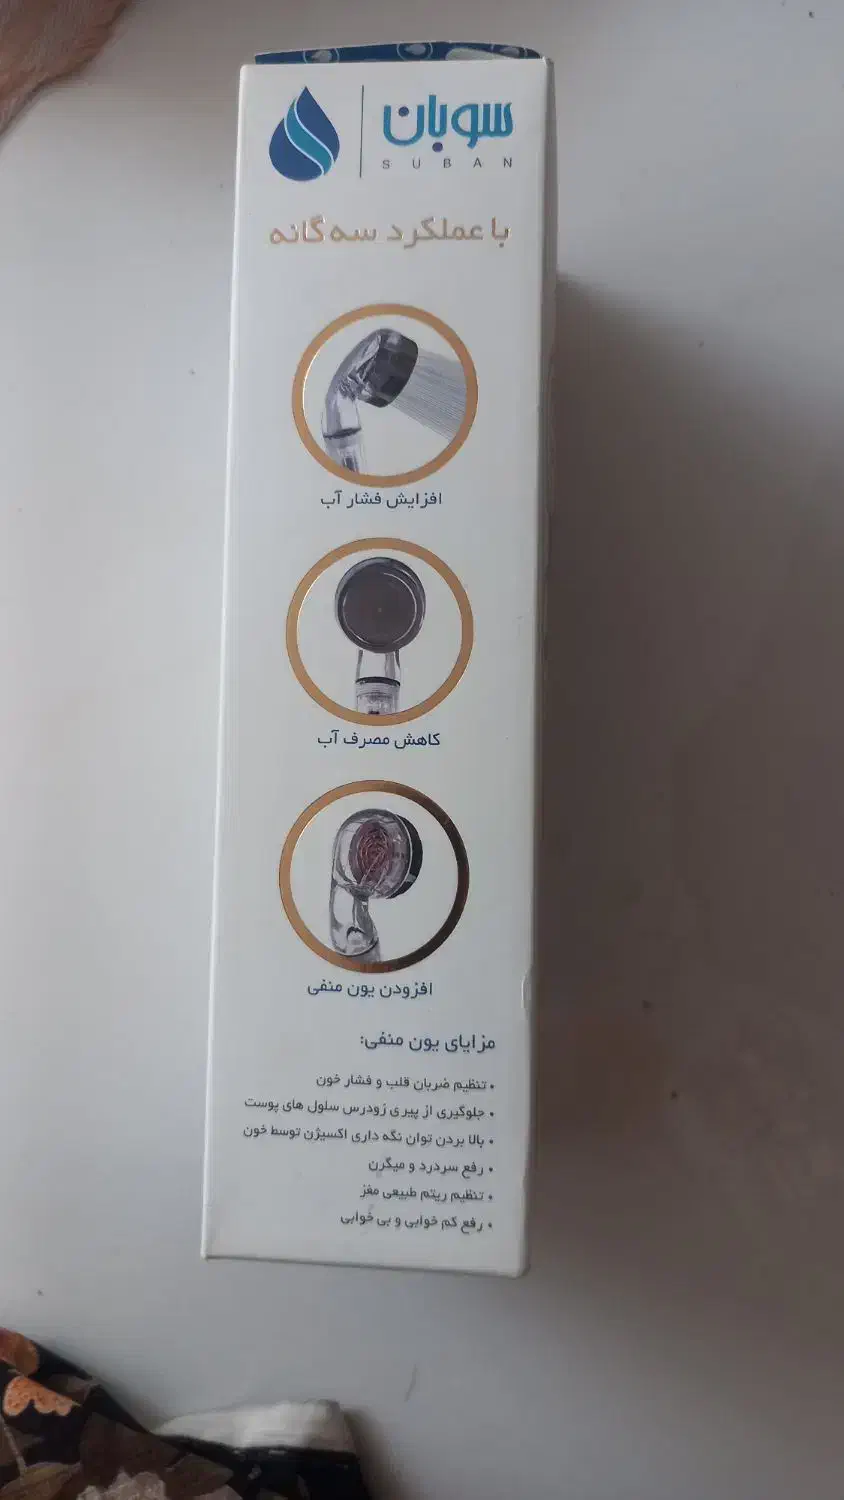 سوبان
SUBAN
با عملکرد سه گانه
افزایش فشار آب
کاهش مصرف آب
افزودن یون منفی
مزایای یون منفی:
• تنظیم ضربان قلب و فشار خون
• جلوگیری از پیری زودرس سلول های پوست
• بالا بردن توان نگه داری اکسیژن توسط خون
• رفع سردرد و میگرن
• تنظیم ریتم طبیعی مغز
• رفع کم خوابی و بی خوابی